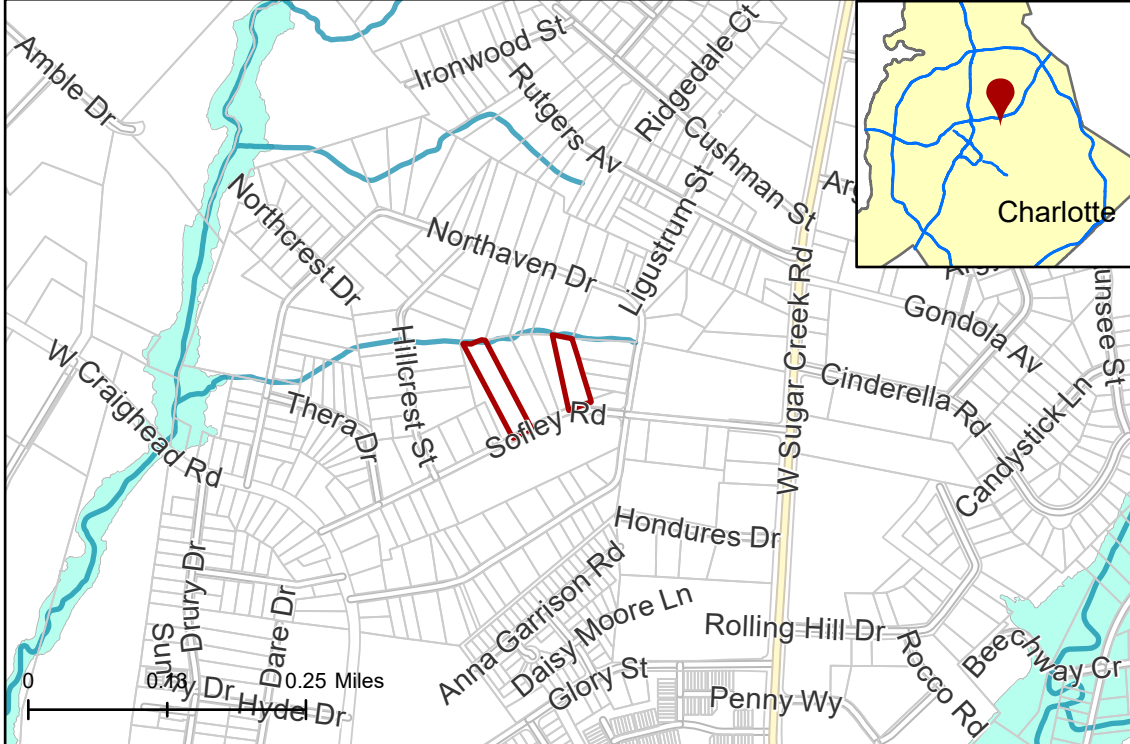 Amble Dr
Ironwood St
Rutgers Av
Ridgedale Ct
Cushman St
Charlotte
Northcrest Dr
Northaven Dr
Ligustrum St
W Sugar Creek Rd
Gondola Av
W Craighead Rd
Hillcrest St
Thera Dr
Sofley Rd
Cinderella Rd
Candystick Ln
Hondures Dr
Anna Garrison Rd
Drury Dr
Dare Dr
Daisy Moore Ln
Rolling Hill Dr
Rocco Rd
Beechway Cr
Glory St
Penny Wy
Hyde Dr
0 0.13 0.25 Miles